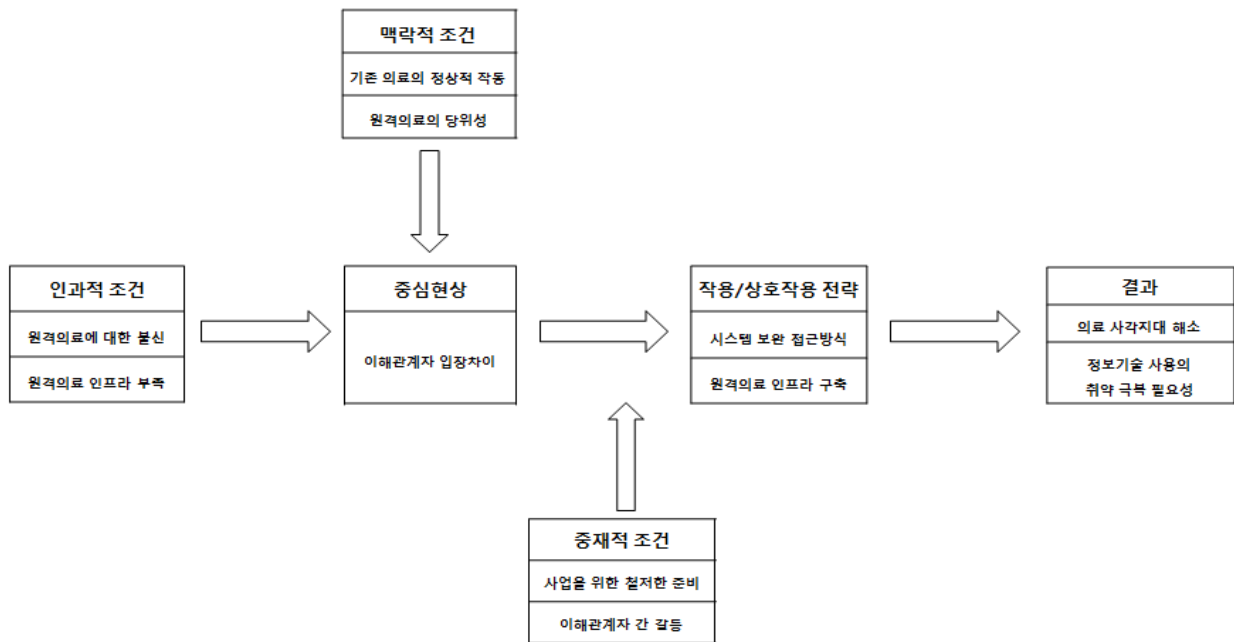 맥락적 조건
기존 의료의 정상적 작동
원격의료의 당위성
인과적 조건
원격의료에 대한 불신
원격의료 인프라 부족
중심현상
이해관계자 입장차이
작용/상호작용 전략
시스템 보완 접근방식
원격의료 인프라 구축
결과
의료 사각지대 해소
정보기술 사용의
취약 극복 필요성
중재적 조건
사업을 위한 철저한 준비
이해관계자 간 갈등